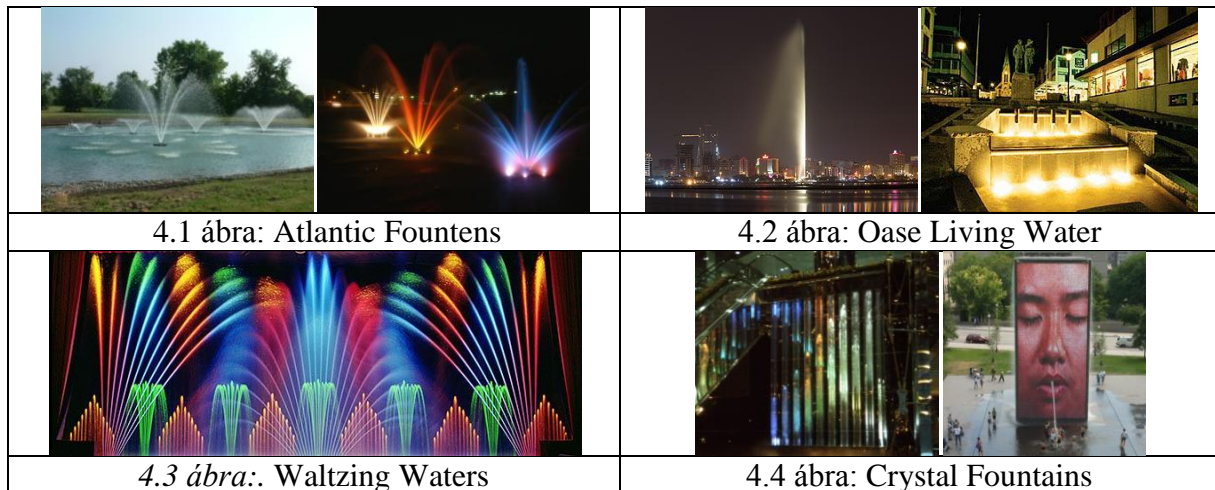 4.1 ábra: Atlantic Fountens
4.2 ábra: Oase Living Water
4.3 ábra:. Waltzing Waters
4.4 ábra: Crystal Fountains